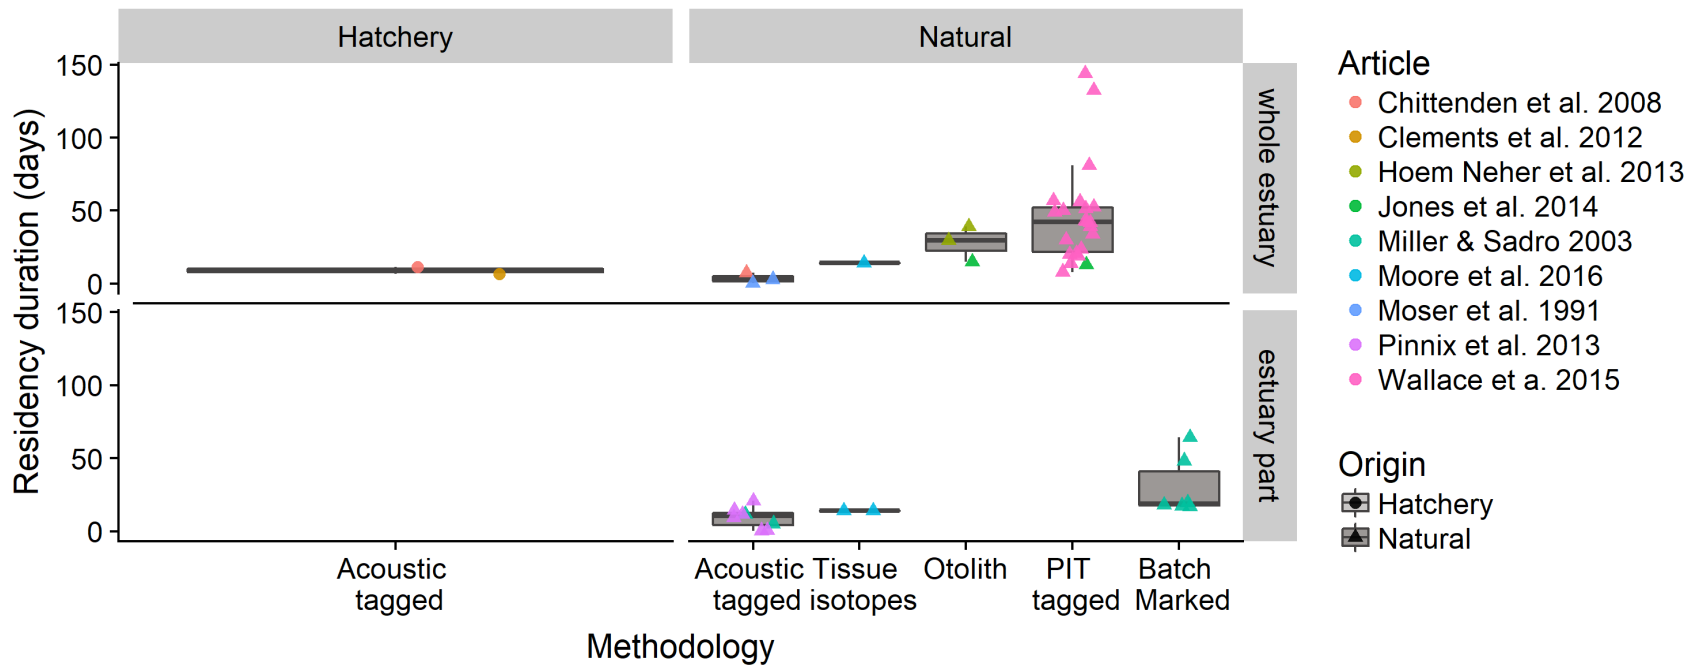 Hatchery
Natural
150
100
50
0
whole estuary
150
100
50
0
estuary part
Residency duration (days)
Acoustic
tagged
Acoustic
tagged
Tissue
isotopes
Otolith
PIT
tagged
Batch
Marked
Methodology
Article
Chittenden et al. 2008
Clements et al. 2012
Hoem Neher et al. 2013
Jones et al. 2014
Miller & Sadro 2003
Moore et al. 2016
Moser et al. 1991
Pinnix et al. 2013
Wallace et a. 2015
Origin
Hatchery
Natural